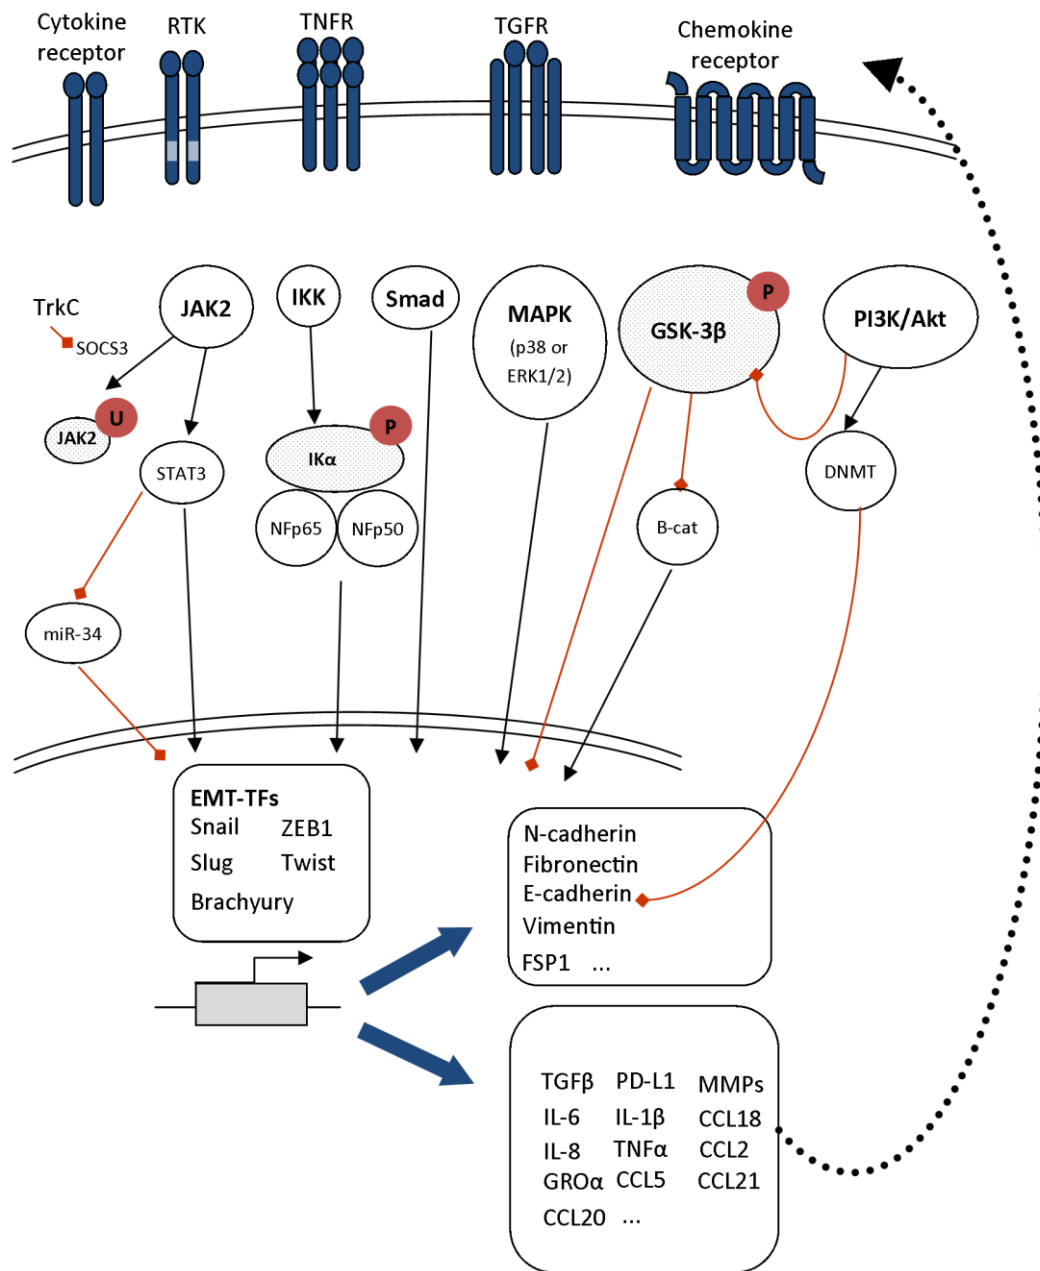 Cytokine
receptor
RTK
TNFR
TGFR
Chemokine
receptor
TrkC
SOCS3
JAK2
IKK
Smad
MAPK
(p38 or
ERK1/2)
GSK-3β
P
PI3K/Akt
JAK2
U
STAT3
IKα
P
NFp65
NFp50
B-cat
DNMT
miR-34
EMT-TFs
Snail ZEB1
Slug Twist
Brachyury
N-cadherin
Fibronectin
E-cadherin
Vimentin
FSP1 ...
TGFβ PD-L1 MMPs
IL-6 IL-1β CCL18
IL-8 TNFα CCL2
GROα CCL5 CCL21
CCL20 ...